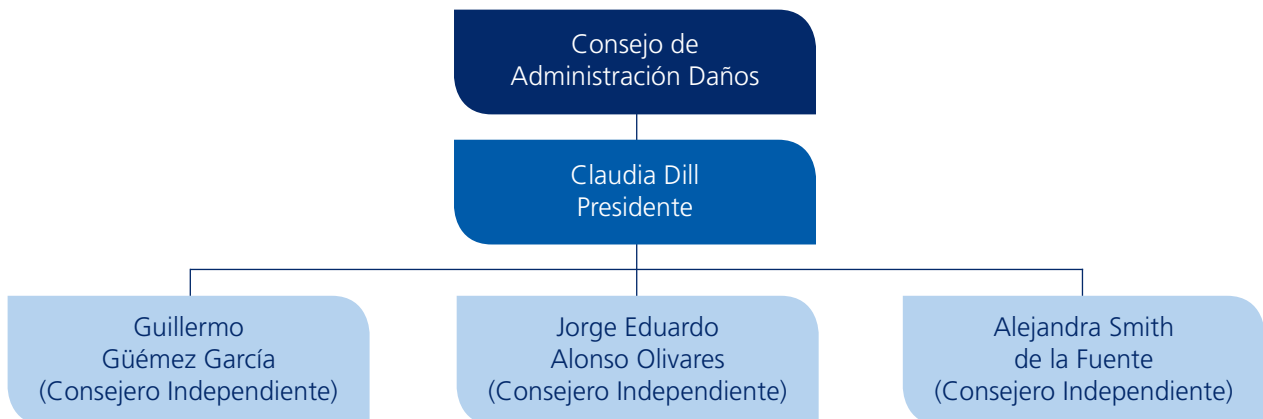 Consejo de
Administración Daños
Claudia Dill
Presidente
Guillermo
Güémez García
(Consejero Independiente)
Jorge Eduardo
Alonso Olivares
(Consejero Independiente)
Alejandra Smith
de la Fuente
(Consejero Independiente)